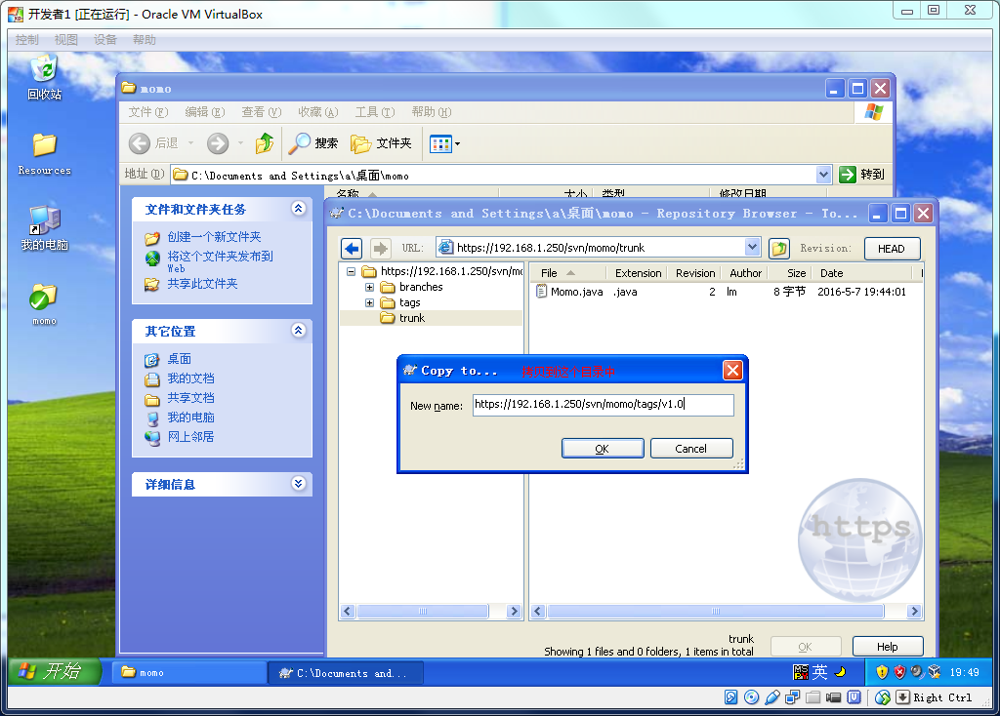 开发者1 [正在运行] - Oracle VM VirtualBox
控制 视图 设备 帮助
回收站
Resources
我的电脑
momo
momo
文件(F) 编辑(E) 查看(V) 收藏(A) 工具(T) 帮助(H)
后退 搜索 文件夹
地址(D) C:\Documents and Settings\a\桌面\momo 转到
名称 大小 类型 修改日期
文件和文件夹任务
创建一个新文件夹
将这个文件夹发布到
Web
共享此文件夹
其它位置
桌面
我的文档
共享文档
我的电脑
网上邻居
详细信息
C:\Documents and Settings\a\桌面\momo - Repository Browser - To...
URL: https://192.168.1.250/svn/momo/trunk Revision: HEAD
https://192.168.1.250/svn/mo
branches
tags
trunk
File Extension Revision Author Size Date
Momo.java .java 2 lm 8 字节 2016-5-7 19:44:01
Copy to...
New name: https://192.168.1.250/svn/momo/tags/v1.0
OK Cancel
https
trunk
Showing 1 files and 0 folders, 1 items in total
OK Help
开始 momo C:\Documents and... 英 19:49
Right Ctrl